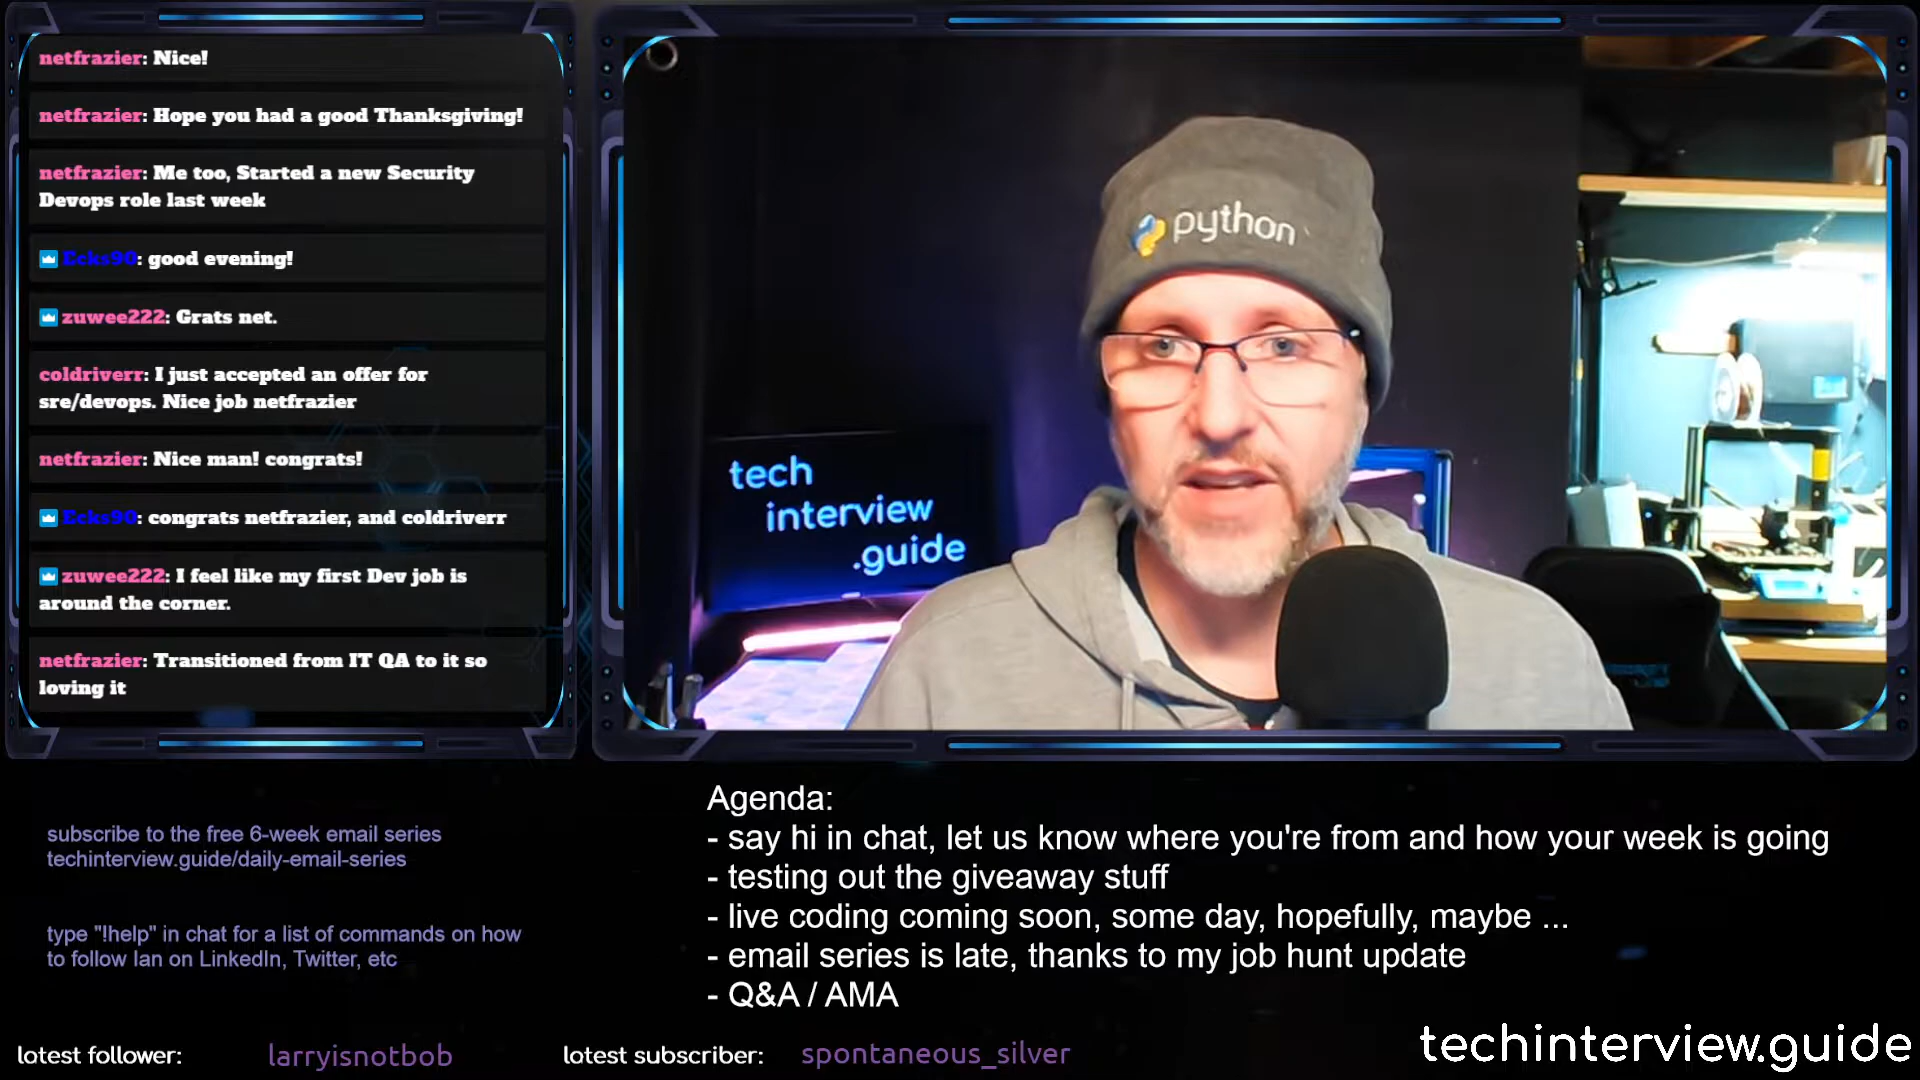 netfrazier: Nice!
netfrazier: Hope you had a good Thanksgiving!
netfrazier: Me too, Started a new Security
Devops role last week
Ecks90: good evening!
zuwee222: Grats net.
coldriverr: I just accepted an offer for
sre/devops. Nice job netfrazier
netfrazier: Nice man! congrats!
Ecks90: congrats netfrazier, and coldriverr
zuwee222: I feel like my first Dev job is
around the corner.
netfrazier: Transitioned from IT QA to it so
loving it
python
tech
interview
.guide
subscribe to the free 6-week email series
techinterview.guide/daily-email-series
type "!help" in chat for a list of commands on how
to follow Ian on LinkedIn, Twitter, etc
Agenda:
- say hi in chat, let us know where you're from and how your week is going
- testing out the giveaway stuff
- live coding coming soon, some day, hopefully, maybe ...
- email series is late, thanks to my job hunt update
- Q&A / AMA
latest follower: larryisnotbob
latest subscriber: spontaneous_silver
techinterview.guide